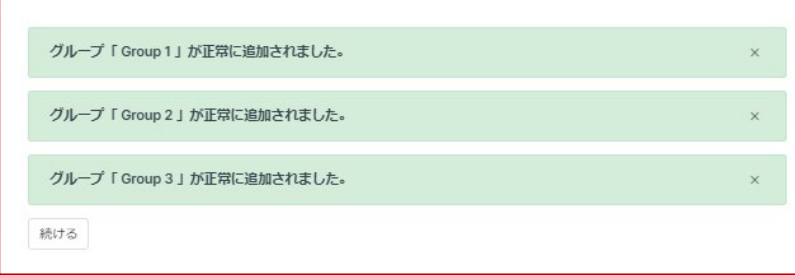 グループ「 Group 1 」が正常に追加されました。 ×
グループ「 Group 2 」が正常に追加されました。 ×
グループ「 Group 3 」が正常に追加されました。 ×
続ける